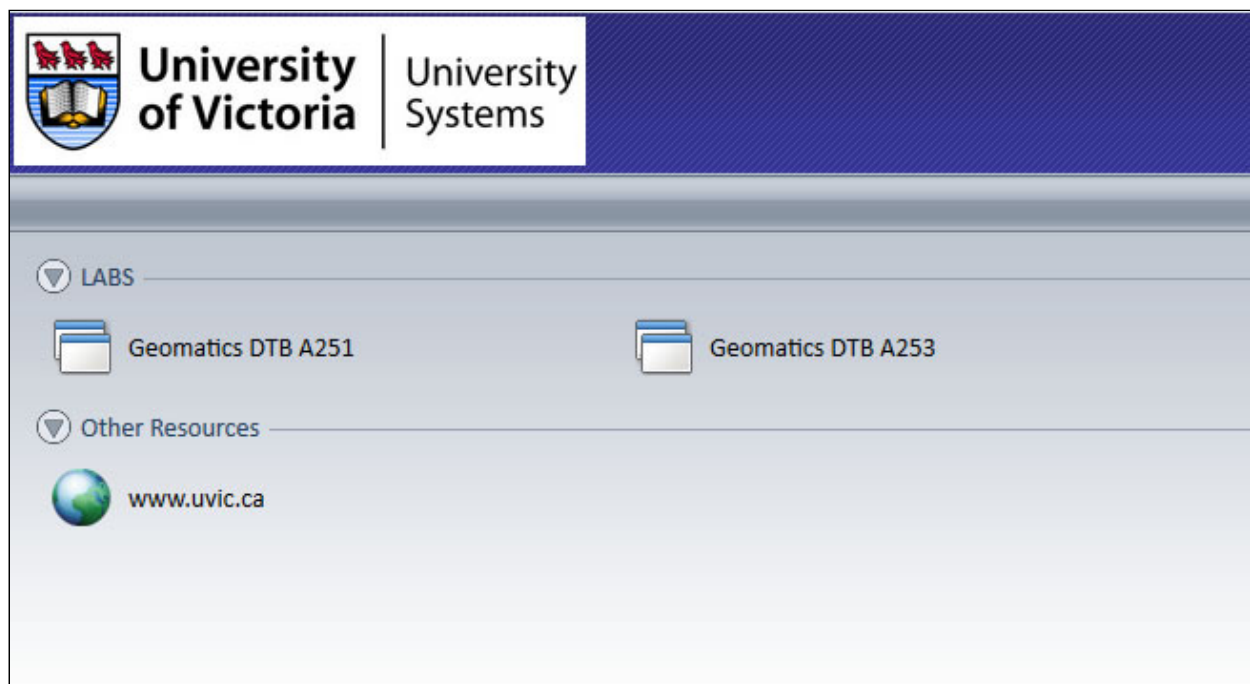 University
of Victoria
University
Systems
LABS
Geomatics DTB A251
Geomatics DTB A253
Other Resources
www.uvic.ca